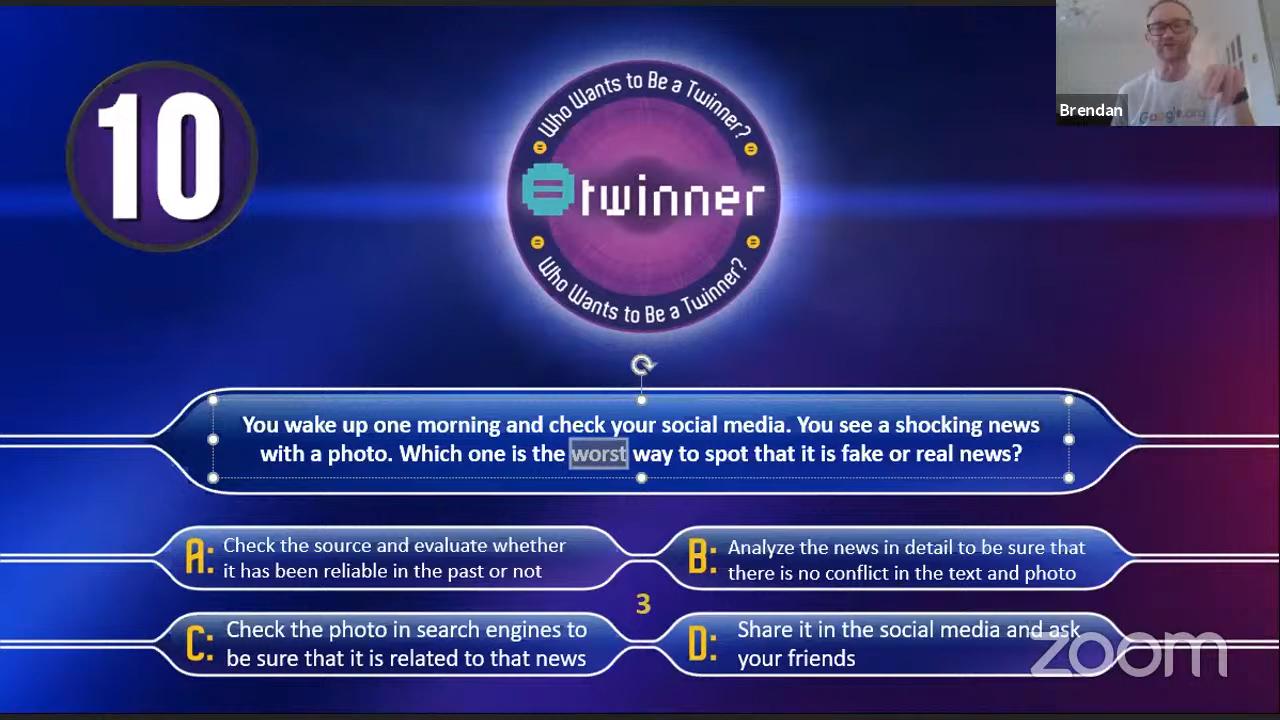 Brendan
Google.org
10
Who Wants to Be a Twinner?
twinner
Who Wants to Be a Twinner?
You wake up one morning and check your social media. You see a shocking news
with a photo. Which one is the worst way to spot that it is fake or real news?
A: Check the source and evaluate whether
it has been reliable in the past or not
B: Analyze the news in detail to be sure that
there is no conflict in the text and photo
3
C: Check the photo in search engines to
be sure that it is related to that news
D: Share it in the social media and ask
your friends
zoom